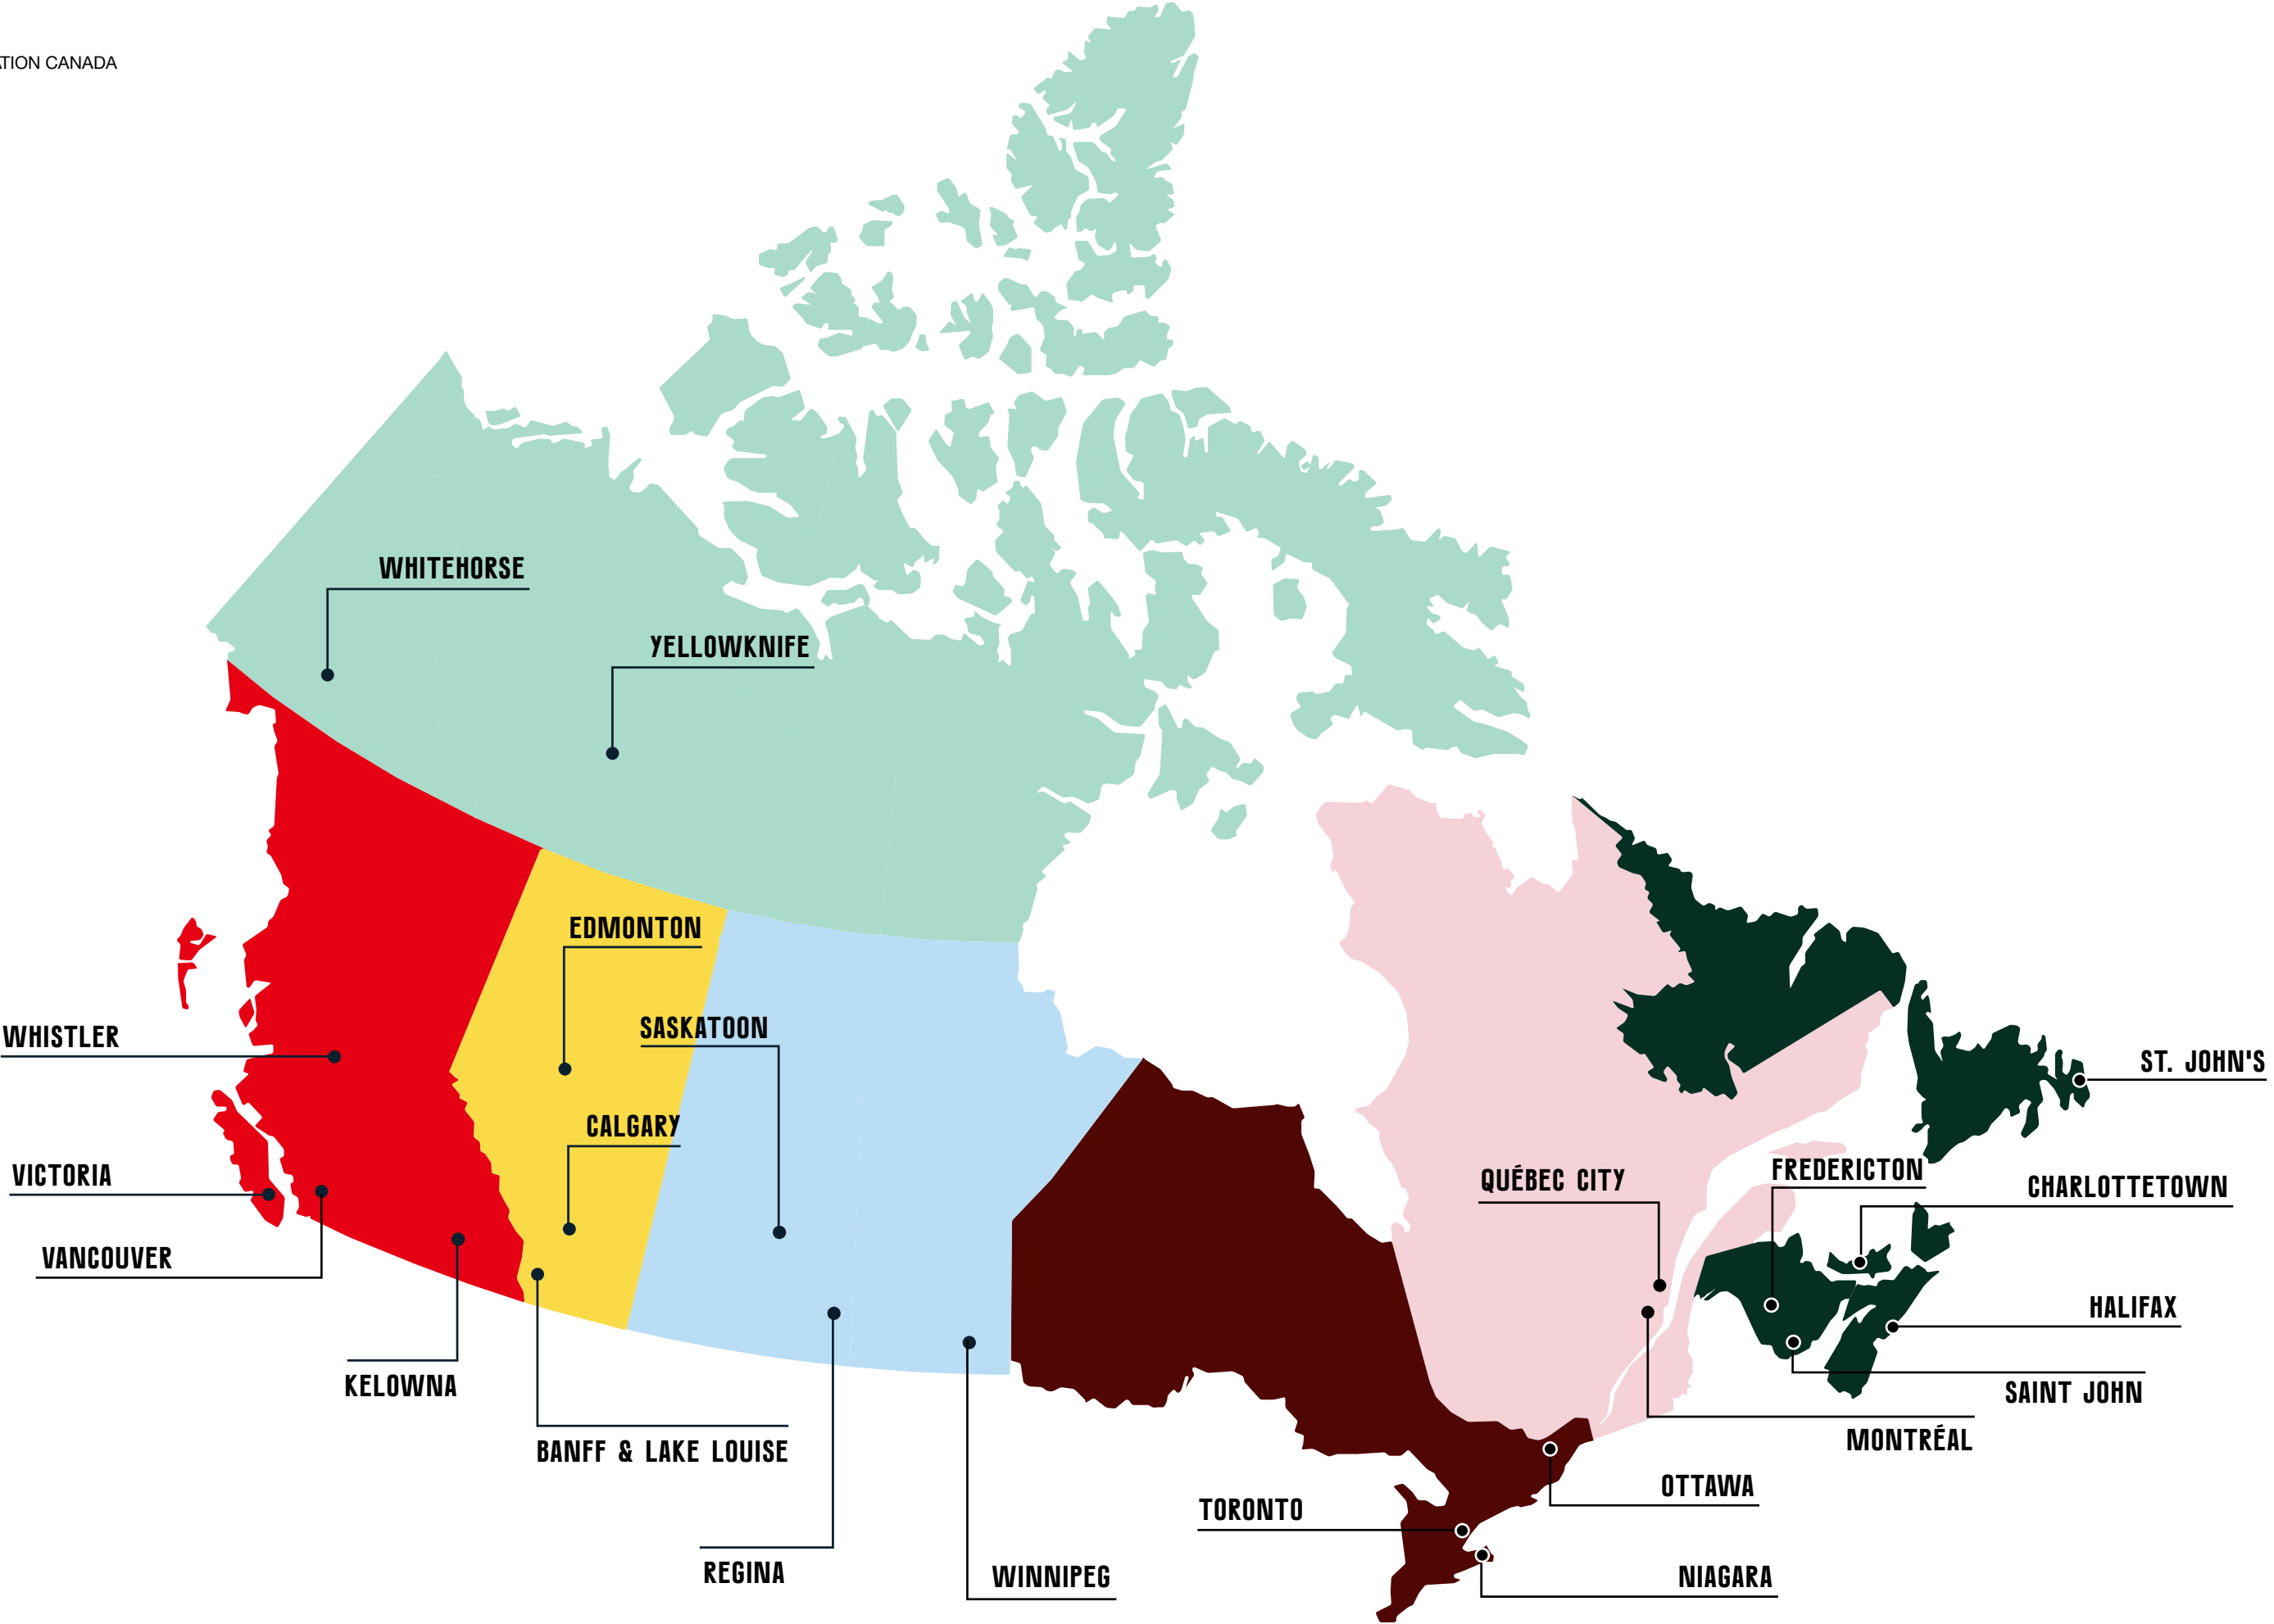 ATION CANADA
WHITEHORSE
YELLOWKNIFE
EDMONTON
SASKATOON
WHISTLER
ST. JOHN'S
CALGARY
VICTORIA
QUÉBEC CITY
FREDERICTON
CHARLOTTETOWN
VANCOUVER
HALIFAX
KELOWNA
SAINT JOHN
BANFF & LAKE LOUISE
MONTRÉAL
OTTAWA
TORONTO
REGINA
WINNIPEG
NIAGARA